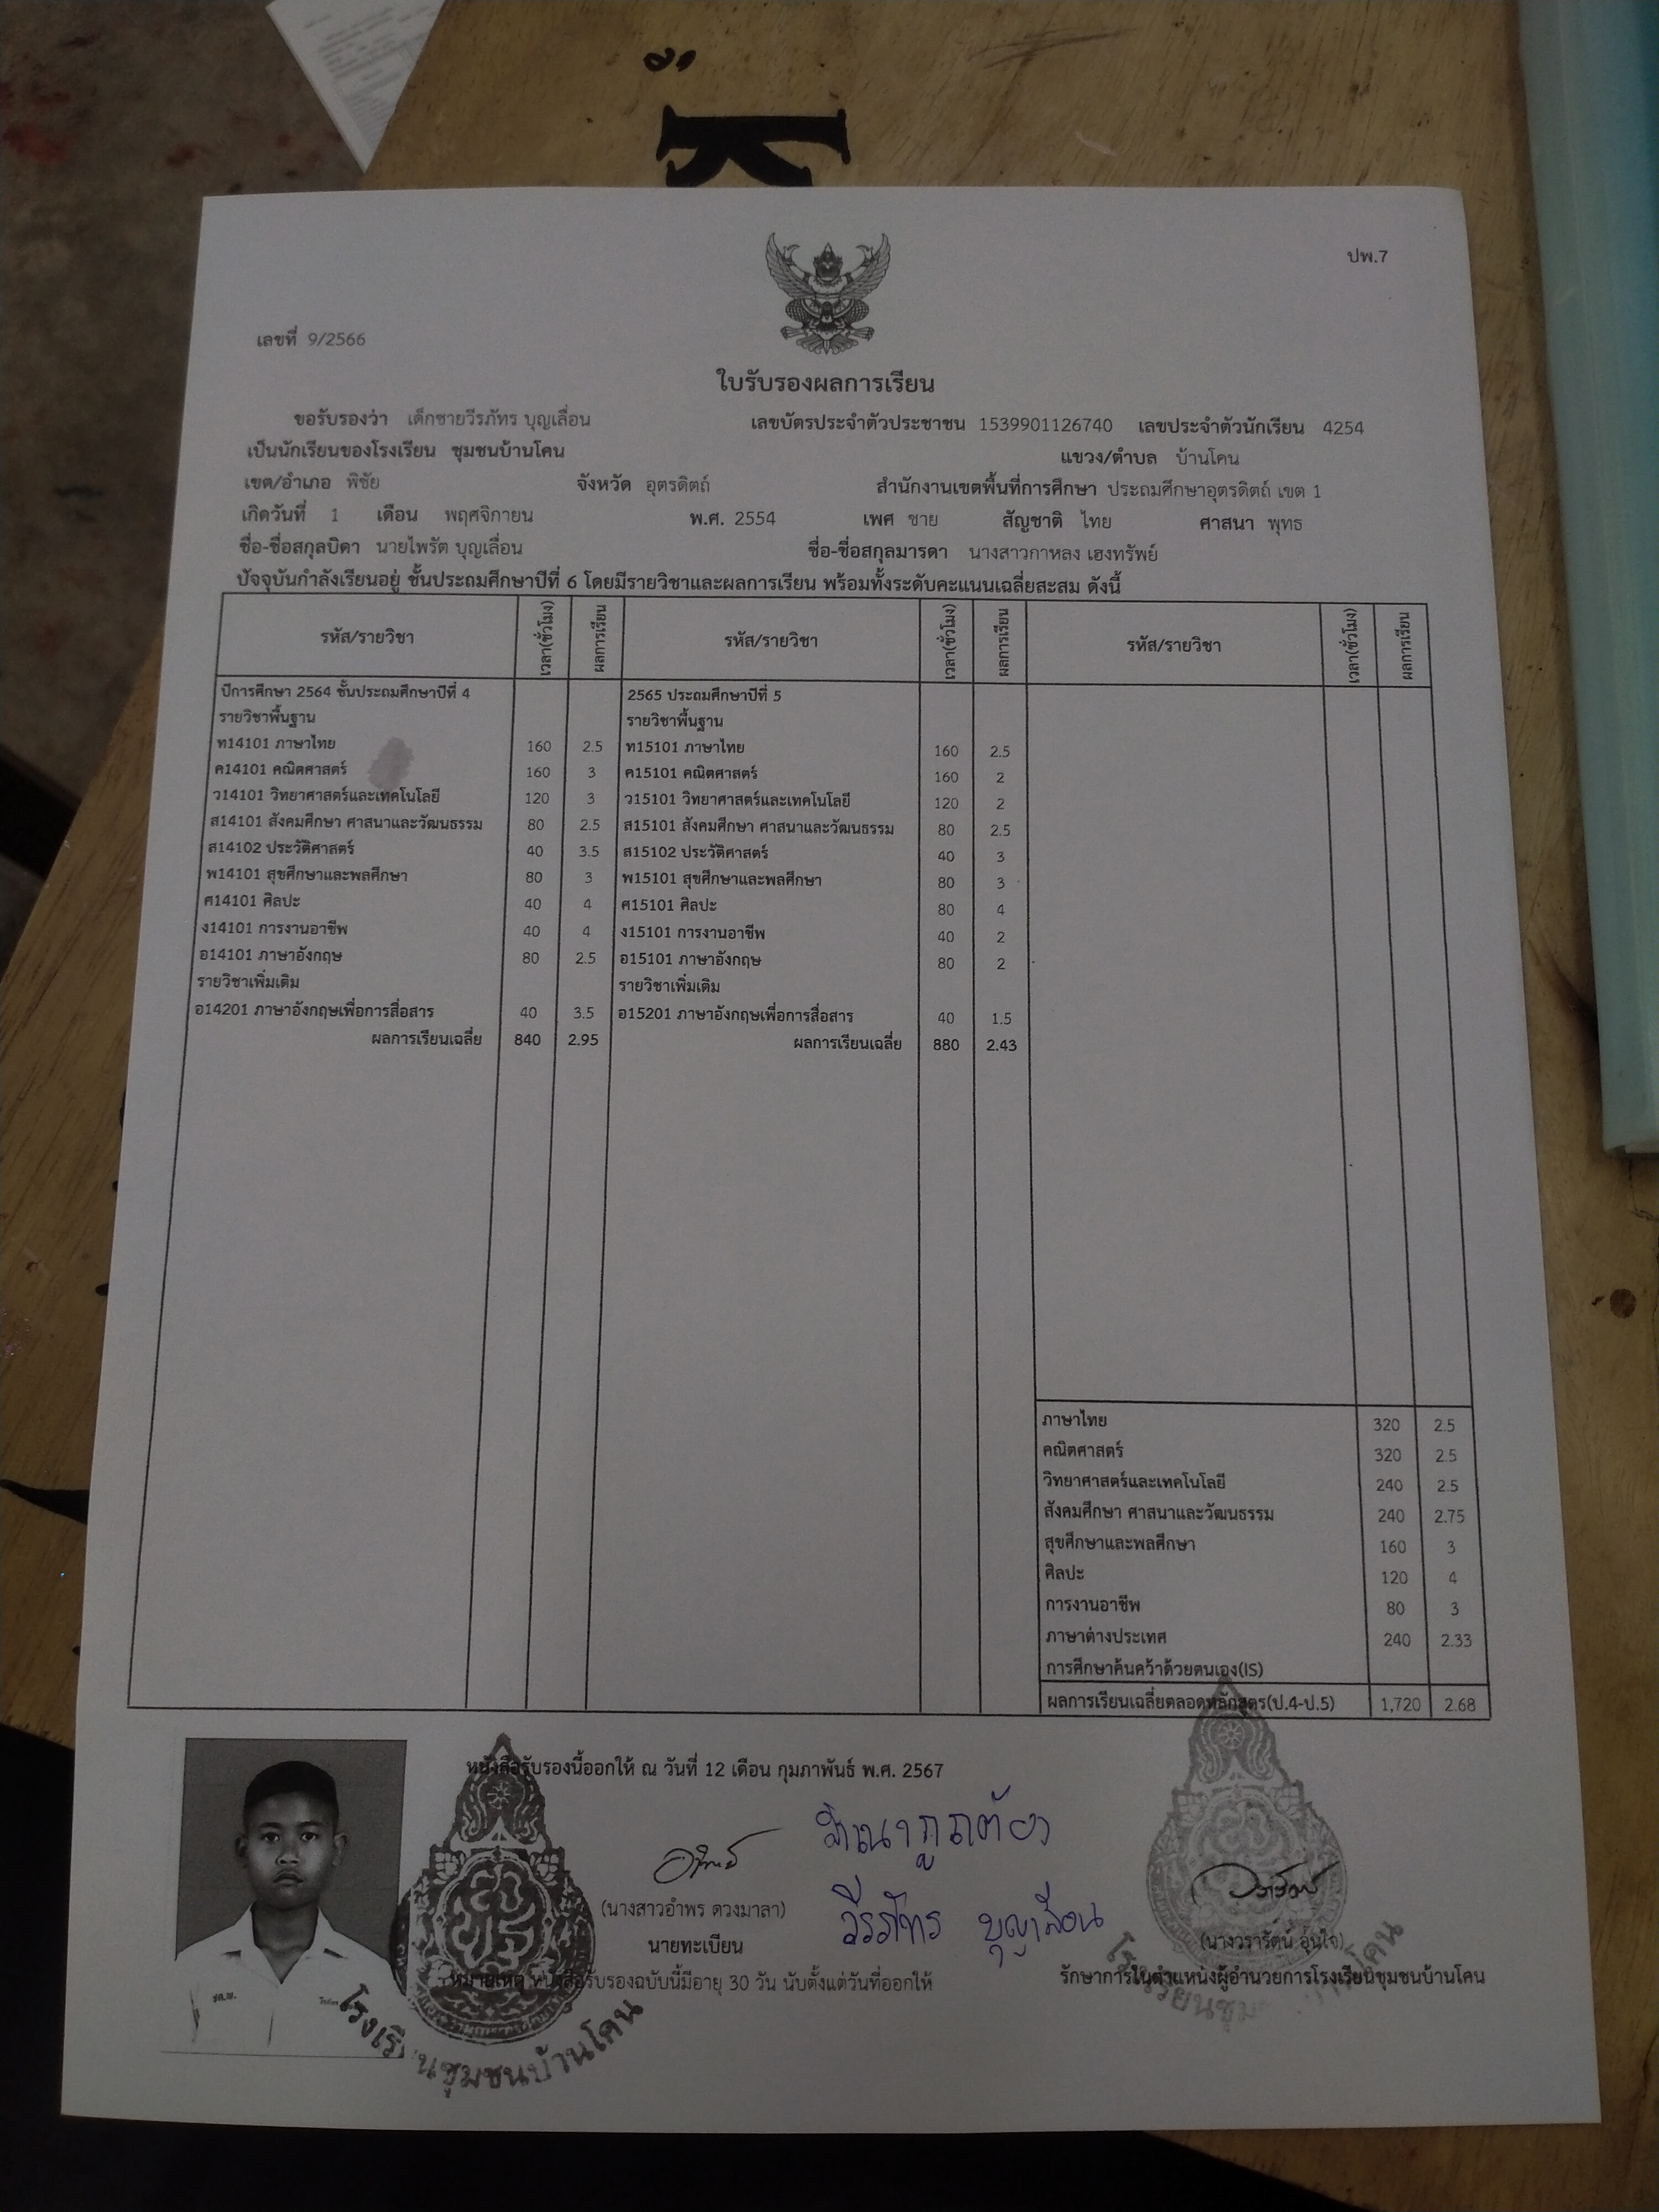 ปพ.7
เลขที่ 9/2566
ใบรับรองผลการเรียน
ขอรับรองว่า เด็กชายวีรภัทร บุญเลื่อน เลขบัตรประจำตัวประชาชน 1539901126740 เลขประจำตัวนักเรียน 4254
เป็นนักเรียนของโรงเรียน ชุมชนบ้านโคน แขวง/ตำบล บ้านโคน
เขต/อำเภอ พิชัย จังหวัด อุตรดิตถ์ สำนักงานเขตพื้นที่การศึกษา ประถมศึกษาอุตรดิตถ์ เขต 1
เกิดวันที่ 1 เดือน พฤศจิกายน พ.ศ. 2554 เพศ ชาย สัญชาติ ไทย ศาสนา พุทธ
ชื่อ-ชื่อสกุลบิดา นายไพรัต บุญเลื่อน ชื่อ-ชื่อสกุลมารดา นางสาวกาหลง เฮงทรัพย์
ปัจจุบันกำลังเรียนอยู่ ชั้นประถมศึกษาปีที่ 6 โดยมีรายวิชาและผลการเรียน พร้อมทั้งระดับคะแนนเฉลี่ยสะสม ดังนี้
รหัส/รายวิชา เวลา(ชั่วโมง) ผลการเรียน รหัส/รายวิชา เวลา(ชั่วโมง) ผลการเรียน รหัส/รายวิชา เวลา(ชั่วโมง) ผลการเรียน
ปีการศึกษา 2564 ชั้นประถมศึกษาปีที่ 4 2565 ประถมศึกษาปีที่ 5
รายวิชาพื้นฐาน รายวิชาพื้นฐาน
ท14101 ภาษาไทย 160 2.5 ท15101 ภาษาไทย 160 2.5
ค14101 คณิตศาสตร์ 160 3 ค15101 คณิตศาสตร์ 160 2
ว14101 วิทยาศาสตร์และเทคโนโลยี 120 3 ว15101 วิทยาศาสตร์และเทคโนโลยี 120 2
ส14101 สังคมศึกษา ศาสนาและวัฒนธรรม 80 2.5 ส15101 สังคมศึกษา ศาสนาและวัฒนธรรม 80 2.5
ส14102 ประวัติศาสตร์ 40 3.5 ส15102 ประวัติศาสตร์ 40 3
พ14101 สุขศึกษาและพลศึกษา 80 3 พ15101 สุขศึกษาและพลศึกษา 80 3
ศ14101 ศิลปะ 40 4 ศ15101 ศิลปะ 80 4
ง14101 การงานอาชีพ 40 4 ง15101 การงานอาชีพ 40 2
อ14101 ภาษาอังกฤษ 80 2.5 อ15101 ภาษาอังกฤษ 80 2
รายวิชาเพิ่มเติม รายวิชาเพิ่มเติม
อ14201 ภาษาอังกฤษเพื่อการสื่อสาร 40 3.5 อ15201 ภาษาอังกฤษเพื่อการสื่อสาร 40 1.5
ผลการเรียนเฉลี่ย 840 2.95 ผลการเรียนเฉลี่ย 880 2.43
ภาษาไทย 320 2.5
คณิตศาสตร์ 320 2.5
วิทยาศาสตร์และเทคโนโลยี 240 2.5
สังคมศึกษา ศาสนาและวัฒนธรรม 240 2.75
สุขศึกษาและพลศึกษา 160 3
ศิลปะ 120 4
การงานอาชีพ 80 3
ภาษาต่างประเทศ 240 2.33
การศึกษาค้นคว้าด้วยตนเอง(IS)
ผลการเรียนเฉลี่ยตลอดหลักสูตร(ป.4-ป.5) 1,720 2.68
หนังสือรับรองนี้ออกให้ ณ วันที่ 12 เดือน กุมภาพันธ์ พ.ศ. 2567
สำเนาถูกต้อง
วีรภัทร บุญเลื่อน
(นางสาวอำพร ดวงมาลา) (นางวรารัตน์ อุ่นใจ)
นายทะเบียน รักษาการในตำแหน่งผู้อำนวยการโรงเรียนชุมชนบ้านโคน
หมายเหตุ หนังสือรับรองฉบับนี้มีอายุ 30 วัน นับตั้งแต่วันที่ออกให้
โรงเรียนชุมชนบ้านโคน
โรงเรียนชุมชนบ้านโคน